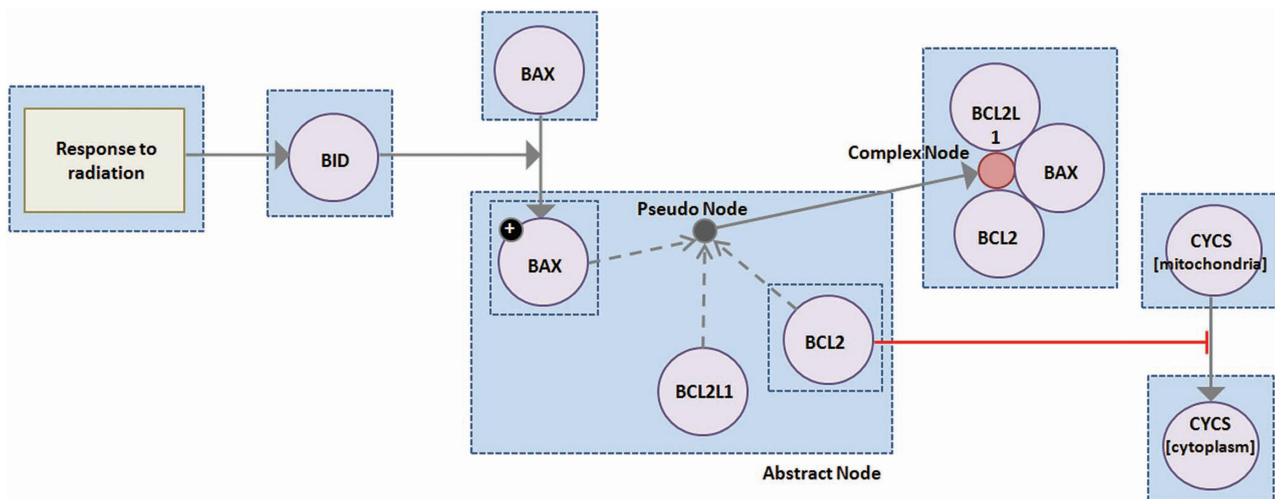 Response to
radiation
BID
BAX
BAX
+
Pseudo Node
BCL2L1
BCL2
Abstract Node
Complex Node
BCL2L
1
BAX
BCL2
CYCS
[mitochondria]
CYCS
[cytoplasm]